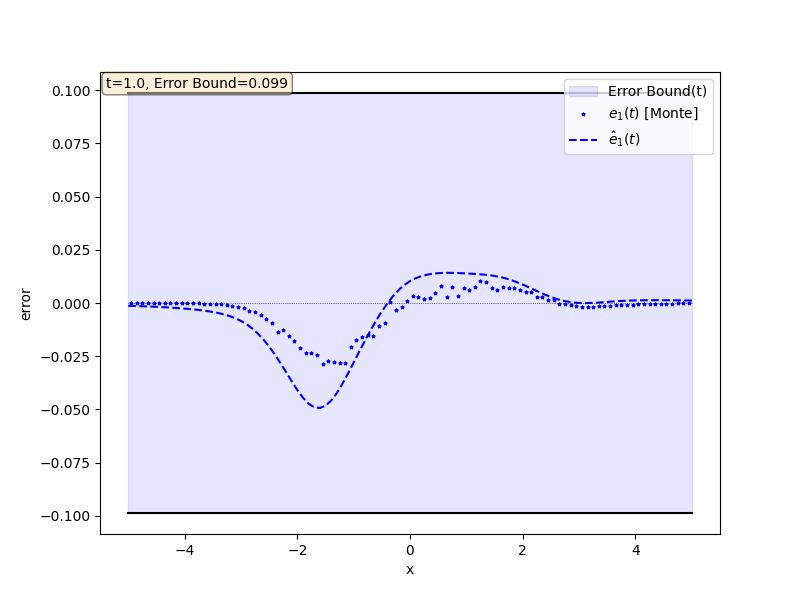 t=1.0, Error Bound=0.099
Error Bound(t)
e₁(t) [Monte]
ê₁(t)
0.100
0.075
0.050
0.025
0.000
−0.025
−0.050
−0.075
−0.100
error
−4
−2
0
2
4
x